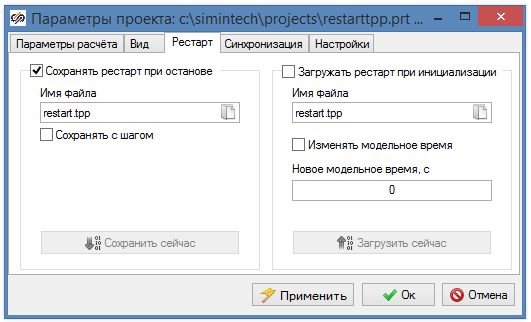 Параметры проекта: c:\simintech\projects\restarttpp.prt ...
Параметры расчёта Вид Рестарт Синхронизация Настройки
Сохранять рестарт при останове
Имя файла
restart.tpp
Сохранять с шагом
Сохранить сейчас
Загружать рестарт при инициализации
Имя файла
restart.tpp
Изменять модельное время
Новое модельное время, с
0
Загрузить сейчас
Применить Ок Отмена